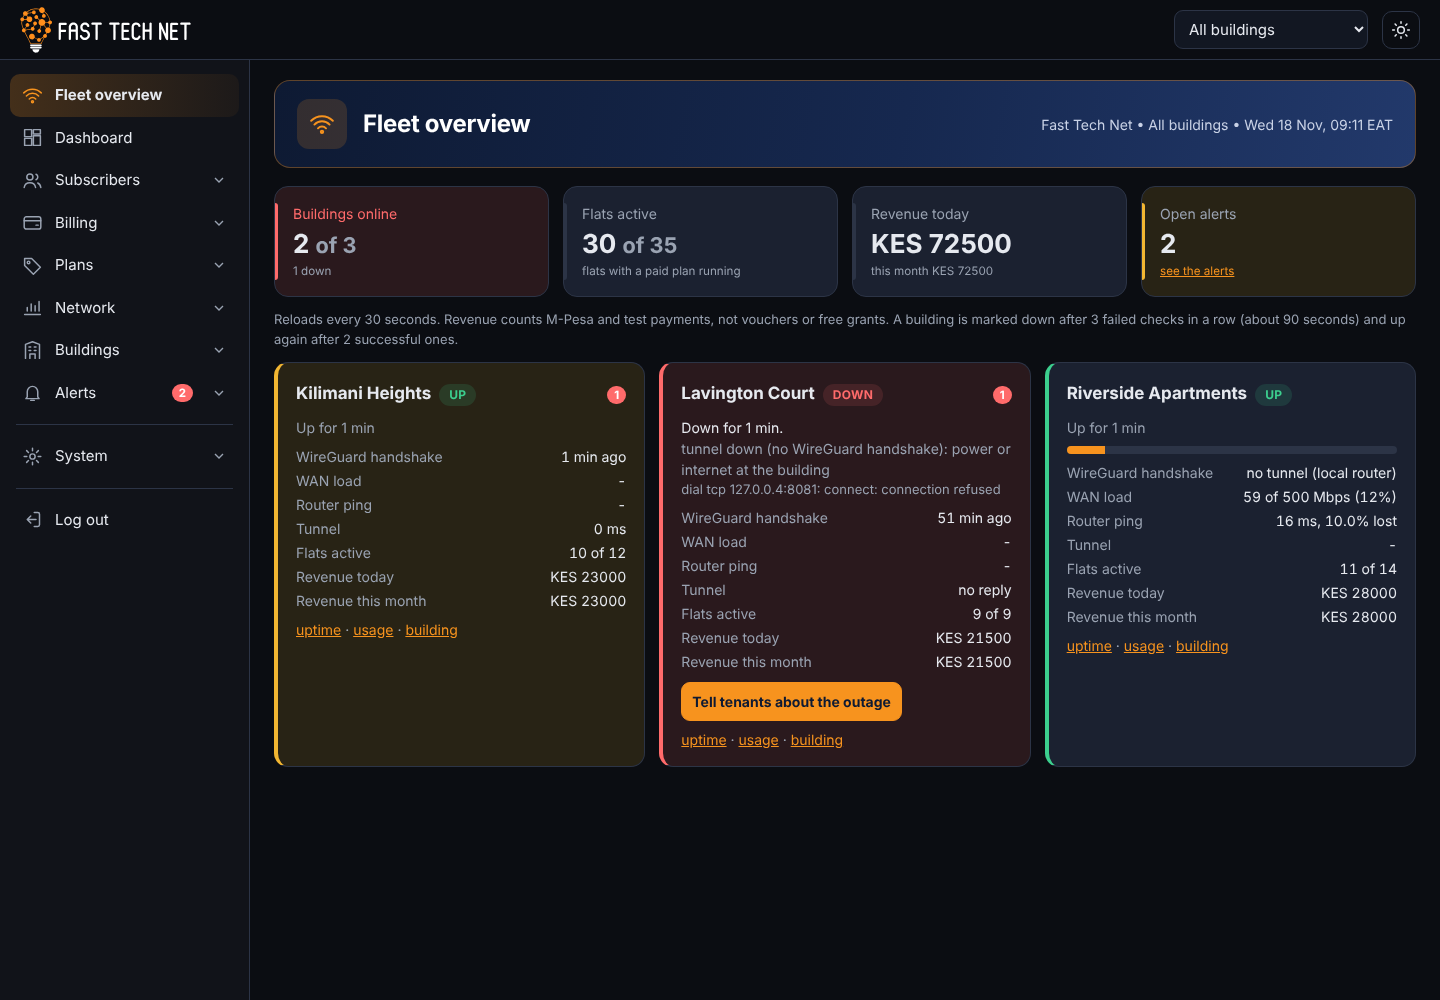 FAST TECH NET
All buildings
Fleet overview
Dashboard
Subscribers
Billing
Plans
Network
Buildings
Alerts 2
System
Log out
Fleet overview
Fast Tech Net • All buildings • Wed 18 Nov, 09:11 EAT
Buildings online
2 of 3
1 down
Flats active
30 of 35
flats with a paid plan running
Revenue today
KES 72500
this month KES 72500
Open alerts
2
see the alerts
Reloads every 30 seconds. Revenue counts M-Pesa and test payments, not vouchers or free grants. A building is marked down after 3 failed checks in a row (about 90 seconds) and up
again after 2 successful ones.
Kilimani Heights UP 1
Up for 1 min
WireGuard handshake 1 min ago
WAN load -
Router ping -
Tunnel 0 ms
Flats active 10 of 12
Revenue today KES 23000
Revenue this month KES 23000
uptime · usage · building
Lavington Court DOWN 1
Down for 1 min.
tunnel down (no WireGuard handshake): power or
internet at the building
dial tcp 127.0.0.4:8081: connect: connection refused
WireGuard handshake 51 min ago
WAN load -
Router ping -
Tunnel no reply
Flats active 9 of 9
Revenue today KES 21500
Revenue this month KES 21500
Tell tenants about the outage
uptime · usage · building
Riverside Apartments UP
Up for 1 min
WireGuard handshake no tunnel (local router)
WAN load 59 of 500 Mbps (12%)
Router ping 16 ms, 10.0% lost
Tunnel -
Flats active 11 of 14
Revenue today KES 28000
Revenue this month KES 28000
uptime · usage · building